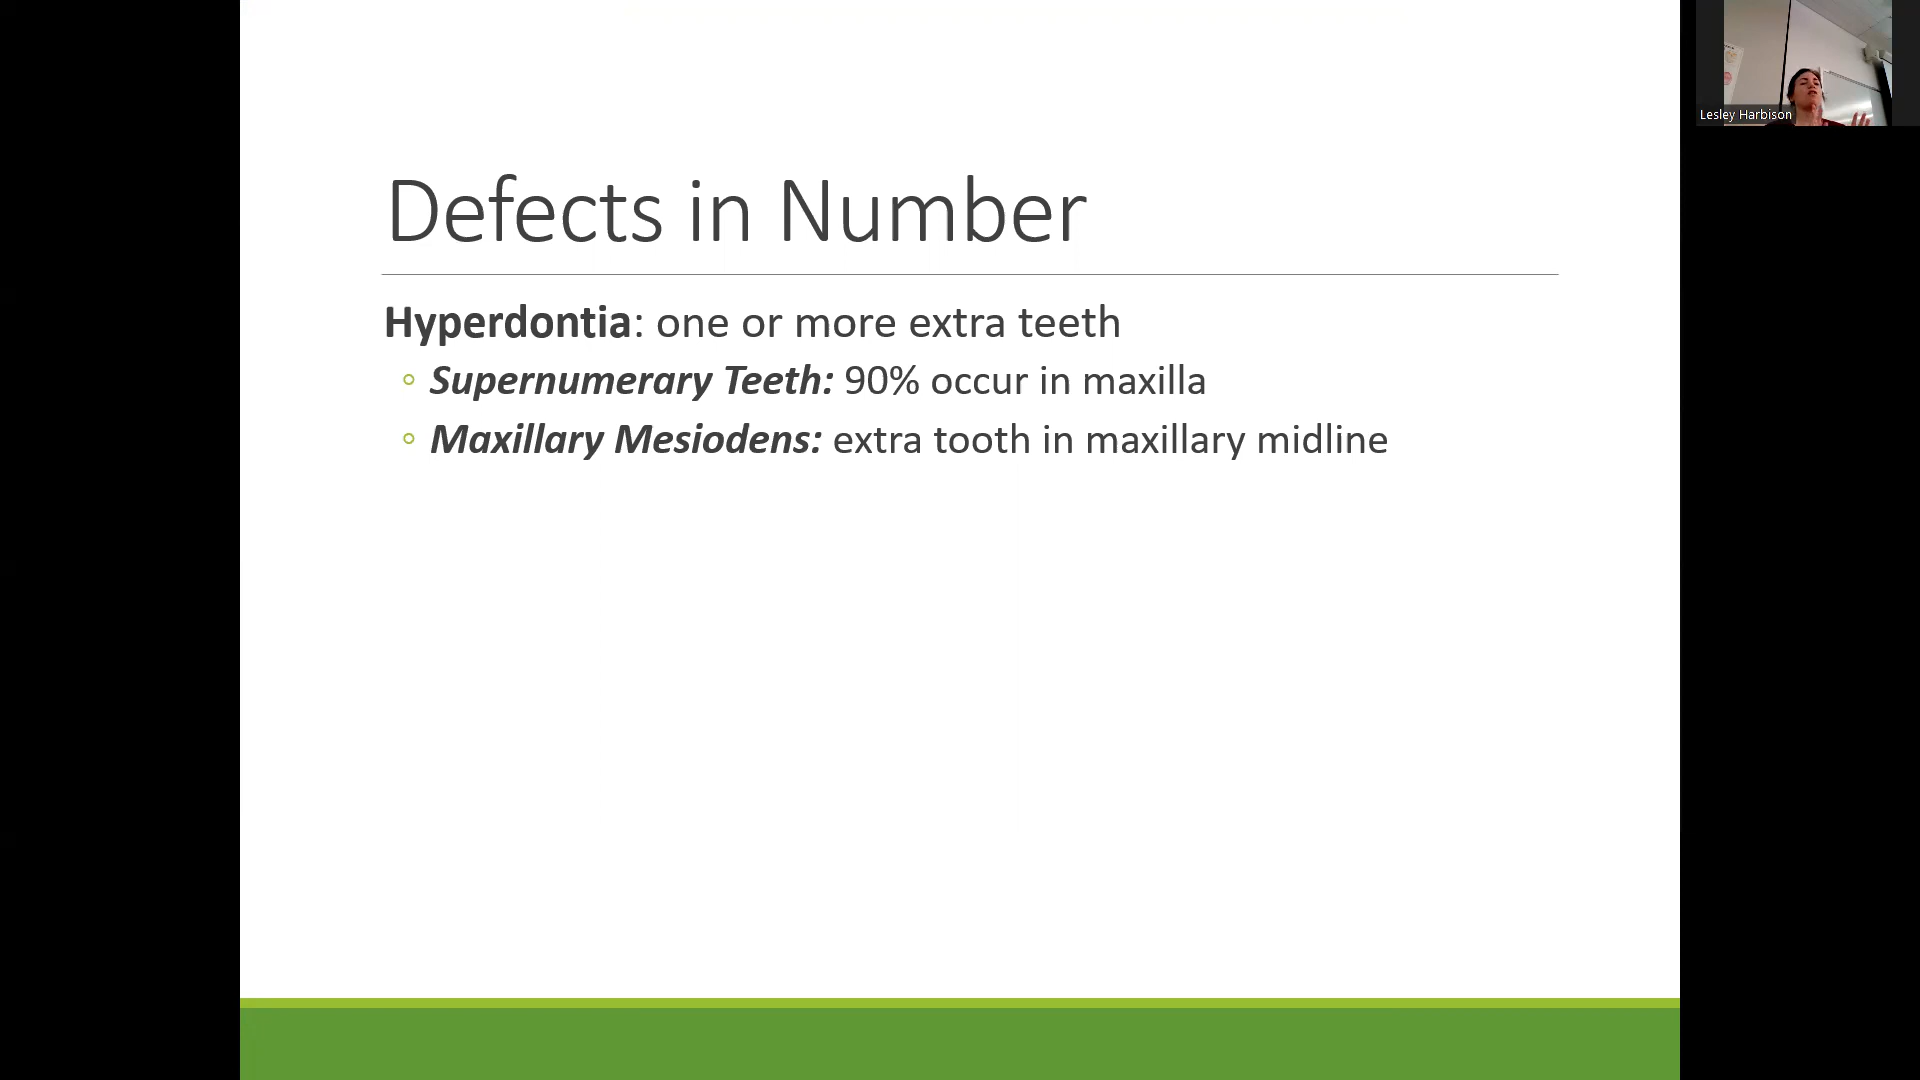 Defects in Number
Hyperdontia: one or more extra teeth
Supernumerary Teeth: 90% occur in maxilla
Maxillary Mesiodens: extra tooth in maxillary midline
Lesley Harbison